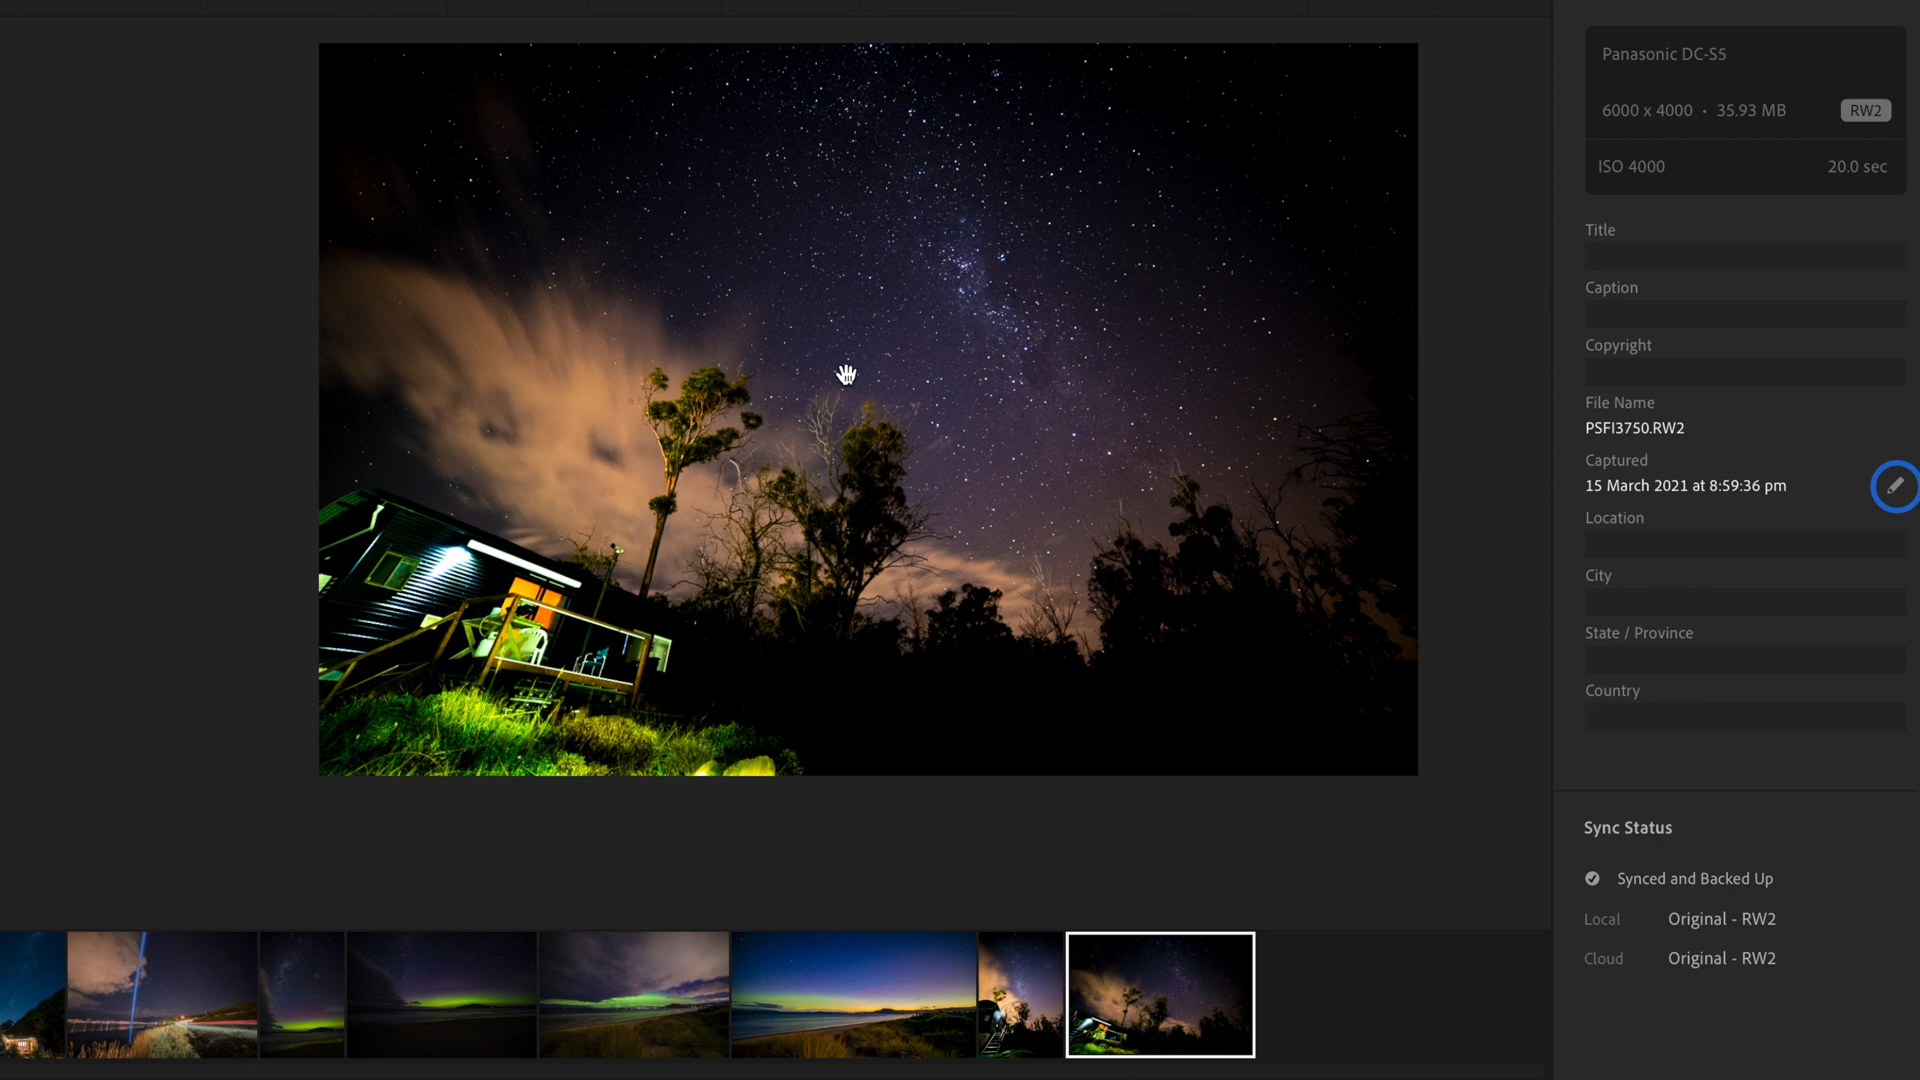 Panasonic DC-S5
6000 x 4000 • 35.93 MB RW2
ISO 4000 20.0 sec
Title
Caption
Copyright
File Name
PSFI3750.RW2
Captured
15 March 2021 at 8:59:36 pm
Location
City
State / Province
Country
Sync Status
Synced and Backed Up
Local Original - RW2
Cloud Original - RW2